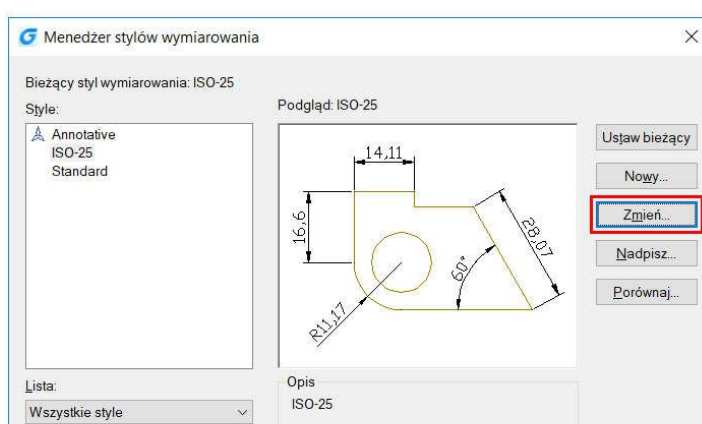 Menedżer stylów wymiarowania
Bieżący styl wymiarowania: ISO-25
Style:
Podgląd: ISO-25
Annotative
ISO-25
Standard
14,11
16,6
28,07
60°
R11,17
Ustaw bieżący
Nowy...
Zmień...
Nadpisz...
Porównaj...
Lista:
Wszystkie style
Opis
ISO-25